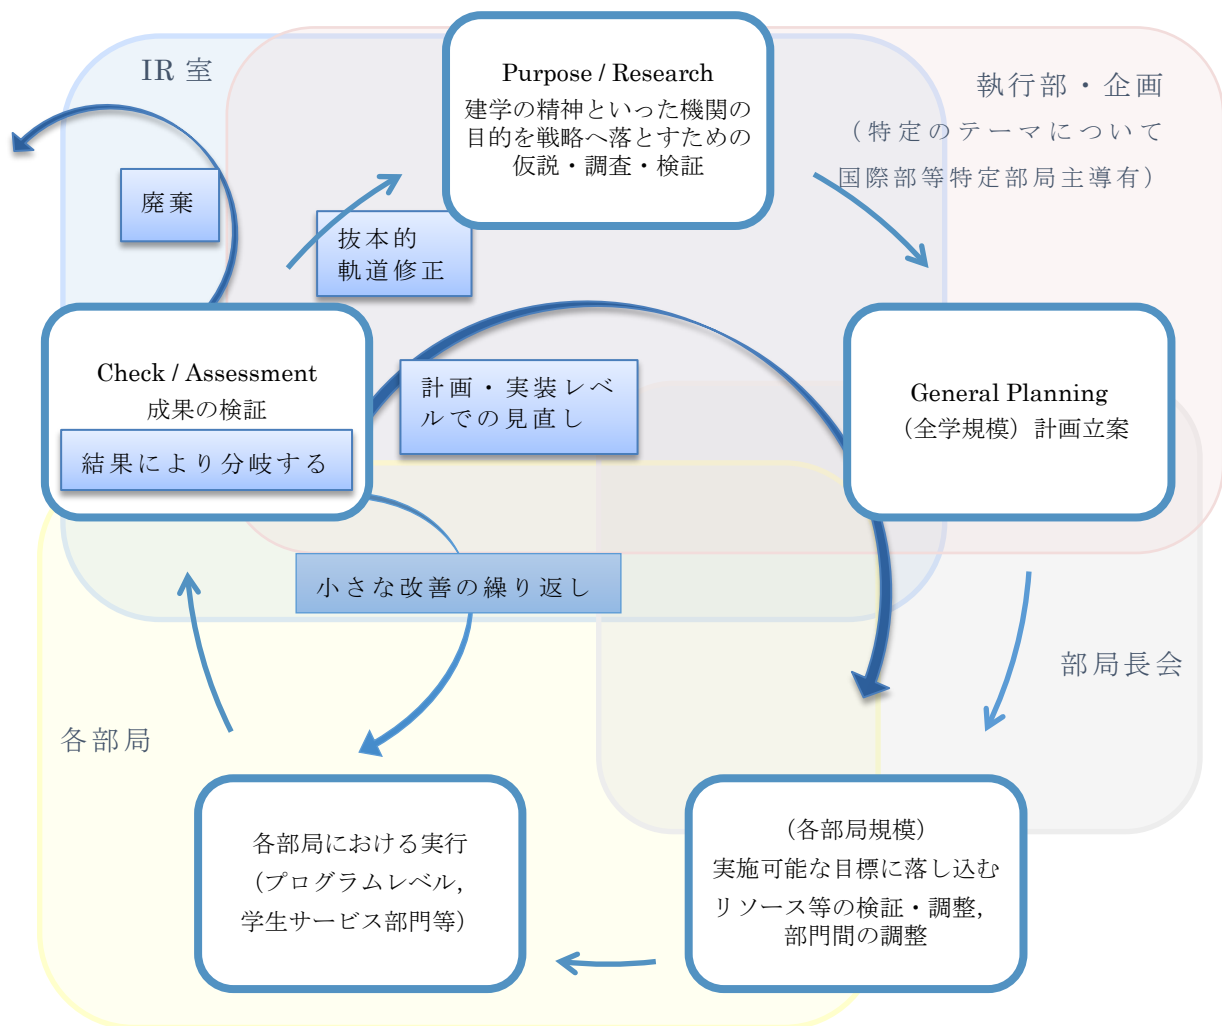 IR 室
Purpose / Research
建学の精神といった機関の
目的を戦略へ落とすための
仮説・調査・検証
執行部・企画
（特定のテーマについて
国際部等特定部局主導有）
廃棄
抜本的
軌道修正
Check / Assessment
成果の検証
結果により分岐する
計画・実装レベ
ルでの見直し
General Planning
（全学規模）計画立案
小さな改善の繰り返し
部局長会
各部局
各部局における実行
（プログラムレベル，
学生サービス部門等）
（各部局規模）
実施可能な目標に落し込む
リソース等の検証・調整，
部門間の調整